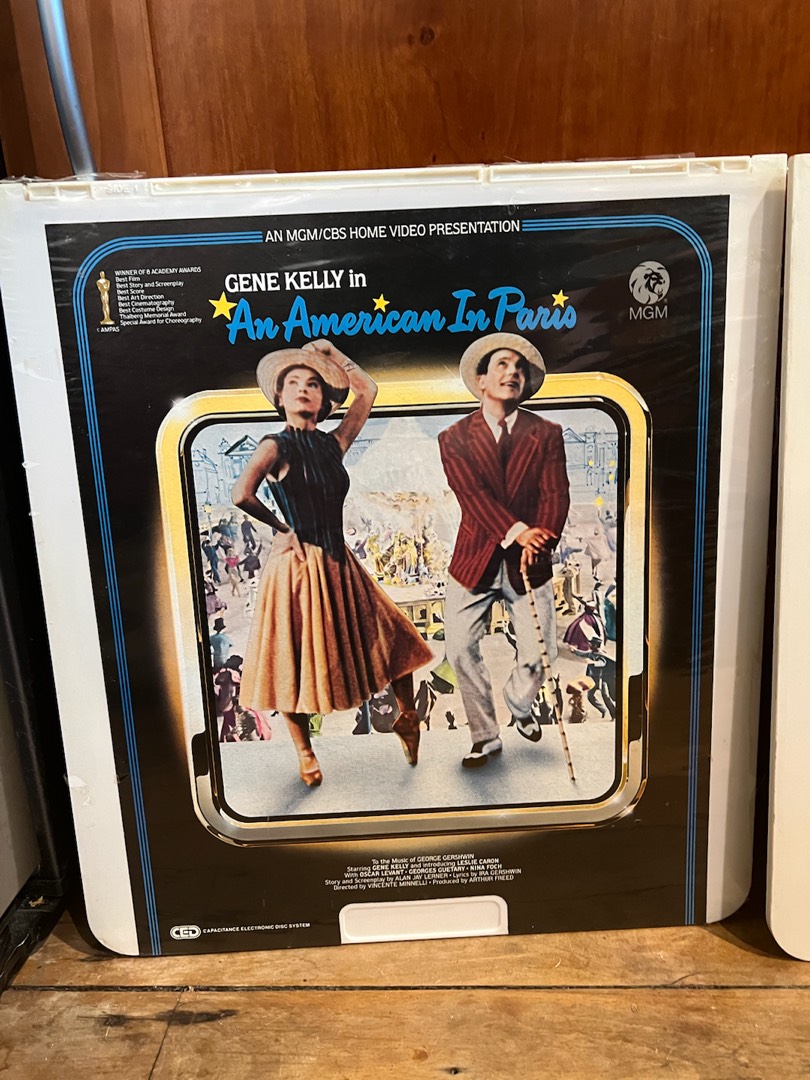 SIDE 1
AN MGM/CBS HOME VIDEO PRESENTATION
WINNER OF 8 ACADEMY AWARDS
Best Film
Best Story and Screenplay
Best Score
Best Art Direction
Best Cinematography
Best Costume Design
Thalberg Memorial Award
Special Award for Choreography
© AMPAS
GENE KELLY in
An American In Paris
MGM
To the Music of GEORGE GERSHWIN
Starring GENE KELLY and introducing LESLIE CARON
With OSCAR LEVANT • GEORGES GUETARY • NINA FOCH
Story and Screenplay by ALAN JAY LERNER • Lyrics by IRA GERSHWIN
Directed by VINCENTE MINNELLI • Produced by ARTHUR FREED
CED CAPACITANCE ELECTRONIC DISC SYSTEM